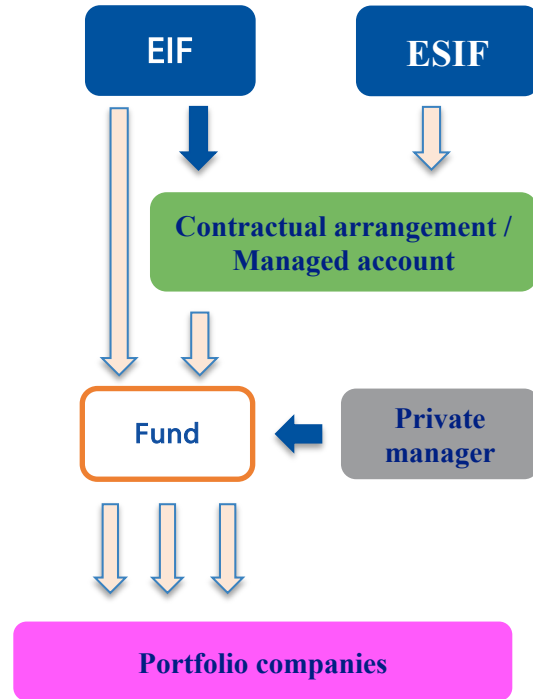 EIF
ESIF
Contractual arrangement /
Managed account
Fund
Private
manager
Portfolio companies